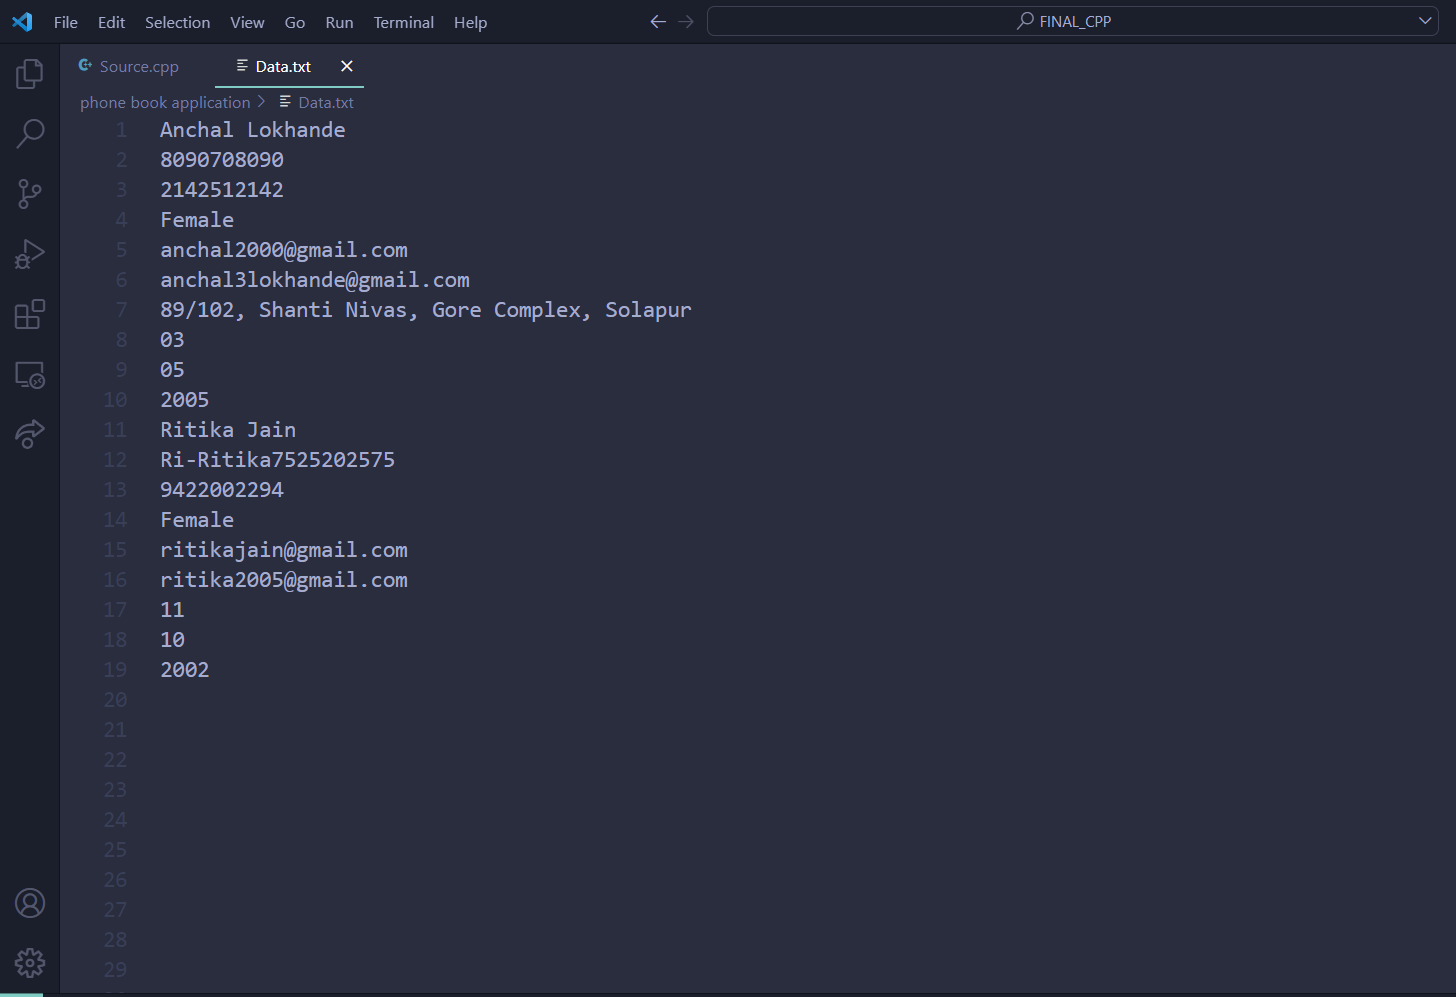 File Edit Selection View Go Run Terminal Help FINAL_CPP
Source.cpp Data.txt
phone book application > Data.txt
1 Anchal Lokhande
2 8090708090
3 2142512142
4 Female
5 anchal2000@gmail.com
6 anchal3lokhande@gmail.com
7 89/102, Shanti Nivas, Gore Complex, Solapur
8 03
9 05
10 2005
11 Ritika Jain
12 Ri-Ritika7525202575
13 9422002294
14 Female
15 ritikajain@gmail.com
16 ritika2005@gmail.com
17 11
18 10
19 2002
20
21
22
23
24
25
26
27
28
29